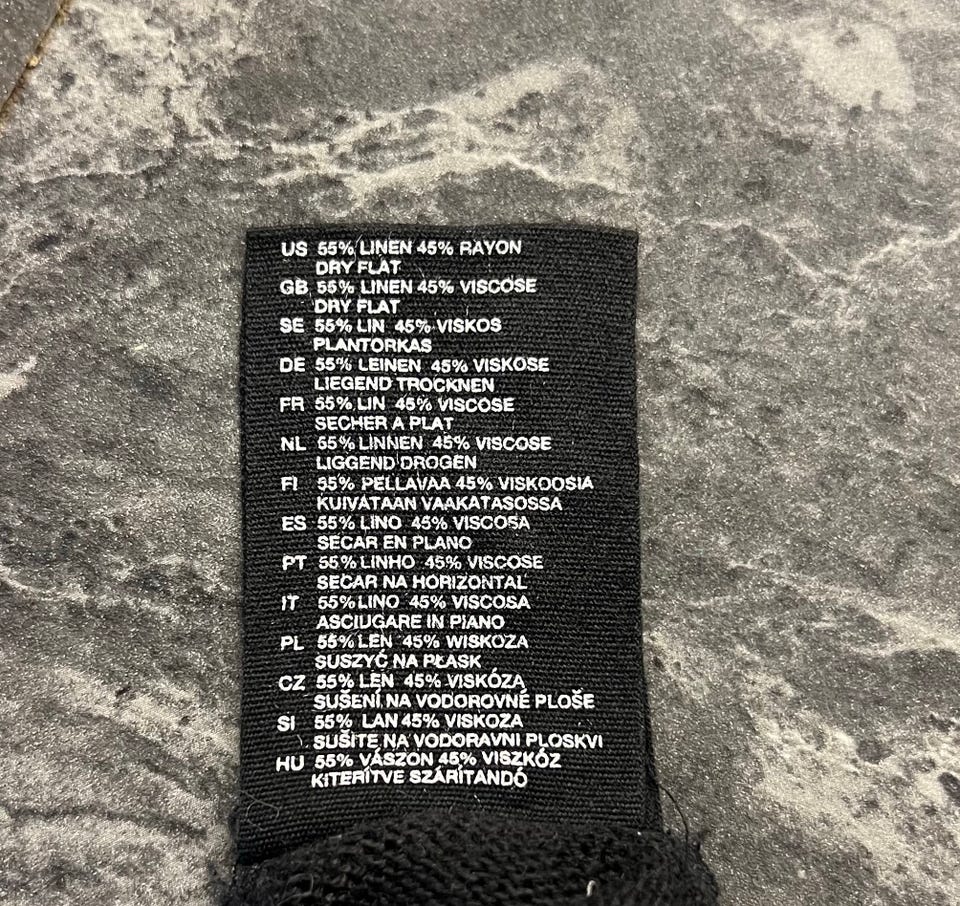 US 55% LINEN 45% RAYON
DRY FLAT
GB 55% LINEN 45% VISCOSE
DRY FLAT
SE 55% LIN 45% VISKOS
PLANTORKAS
DE 55% LEINEN 45% VISKOSE
LIEGEND TROCKNEN
FR 55% LIN 45% VISCOSE
SECHER A PLAT
NL 55% LINNEN 45% VISCOSE
LIGGEND DROGEN
FI 55% PELLAVAA 45% VISKOOSIA
KUIVATAAN VAAKATASOSSA
ES 55% LINO 45% VISCOSA
SECAR EN PLANO
PT 55% LINHO 45% VISCOSE
SECAR NA HORIZONTAL
IT 55% LINO 45% VISCOSA
ASCIUGARE IN PIANO
PL 55% LEN 45% WISKOZA
SUSZYĆ NA PŁASK
CZ 55% LEN 45% VISKÓZA
SUŠENÍ NA VODOROVNÉ PLOŠE
SI 55% LAN 45% VISKOZA
SUŠITE NA VODORAVNI PLOSKVI
HU 55% VÁSZON 45% VISZKÓZ
KITERÍTVE SZÁRÍTANDÓ